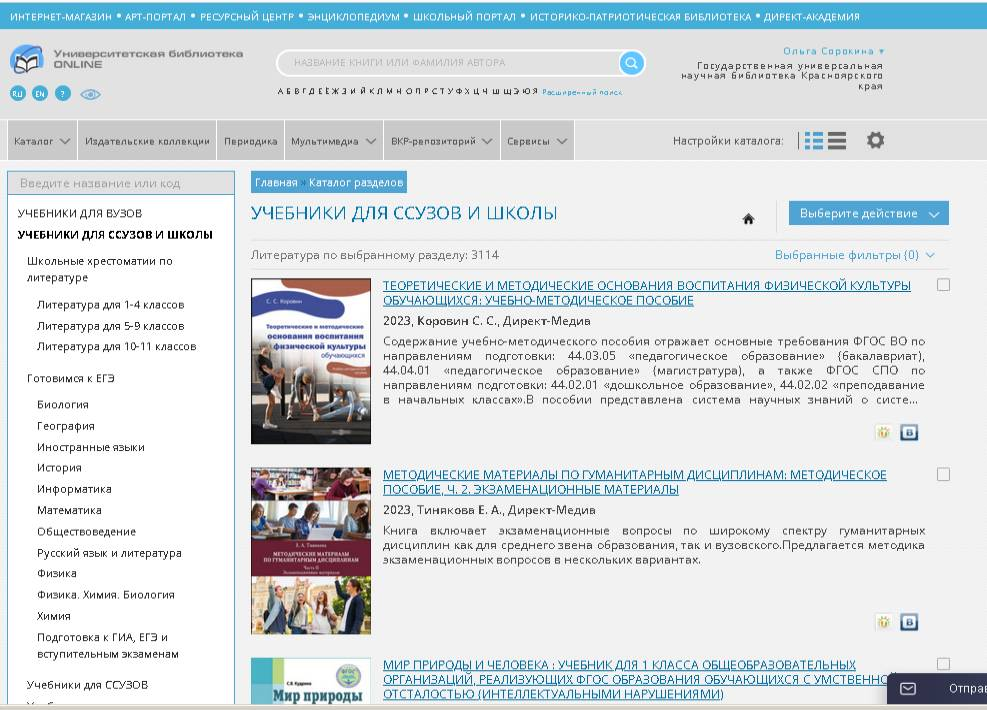 ИНТЕРНЕТ-МАГАЗИН • АРТ-ПОРТАЛ • РЕСУРСНЫЙ ЦЕНТР • ЭНЦИКЛОПЕДИУМ • ШКОЛЬНЫЙ ПОРТАЛ • ИСТОРИКО-ПАТРИОТИЧЕСКАЯ БИБЛИОТЕКА • ДИРЕКТ-АКАДЕМИЯ
Университетская библиотека
ONLINE
RU EN ?
НАЗВАНИЕ КНИГИ ИЛИ ФАМИЛИЯ АВТОРА
А Б В Г Д Е Ё Ж З И Й К Л М Н О П Р С Т У Ф Х Ц Ч Ш Щ Э Ю Я Расширенный поиск
Ольга Сорокина ▾
Государственная универсальная
научная библиотека Красноярского
края
Каталог Издательские коллекции Периодика Мультимедиа ВКР-репозиторий Сервисы
Настройки каталога:
Введите название или код
УЧЕБНИКИ ДЛЯ ВУЗОВ
УЧЕБНИКИ ДЛЯ ССУЗОВ И ШКОЛЫ
Школьные хрестоматии по
литературе
Литература для 1-4 классов
Литература для 5-9 классов
Литература для 10-11 классов
Готовимся к ЕГЭ
Биология
География
Иностранные языки
История
Информатика
Математика
Обществоведение
Русский язык и литература
Физика
Физика. Химия. Биология
Химия
Подготовка к ГИА, ЕГЭ и
вступительным экзаменам
Учебники для ССУЗОВ
Главная » Каталог разделов
УЧЕБНИКИ ДЛЯ ССУЗОВ И ШКОЛЫ
Выберите действие
Литература по выбранному разделу: 3114
Выбранные фильтры (0)
С. С. Коровин
Теоретические и методические
основания воспитания
физической культуры
обучающихся
ТЕОРЕТИЧЕСКИЕ И МЕТОДИЧЕСКИЕ ОСНОВАНИЯ ВОСПИТАНИЯ ФИЗИЧЕСКОЙ КУЛЬТУРЫ
ОБУЧАЮЩИХСЯ: УЧЕБНО-МЕТОДИЧЕСКОЕ ПОСОБИЕ
2023, Коровин С. С., Директ-Медиа
Содержание учебно-методического пособия отражает основные требования ФГОС ВО по
направлениям подготовки: 44.03.05 «педагогическое образование» (бакалавриат),
44.04.01 «педагогическое образование» (магистратура), а также ФГОС СПО по
направлениям подготовки: 44.02.01 «дошкольное образование», 44.02.02 «преподавание
в начальных классах».В пособии представлена система научных знаний о систе...
В
Е. А. Тинякова
МЕТОДИЧЕСКИЕ МАТЕРИАЛЫ
ПО ГУМАНИТАРНЫМ ДИСЦИПЛИНАМ
Часть II
Экзаменационные материалы
МЕТОДИЧЕСКИЕ МАТЕРИАЛЫ ПО ГУМАНИТАРНЫМ ДИСЦИПЛИНАМ: МЕТОДИЧЕСКОЕ
ПОСОБИЕ, Ч. 2. ЭКЗАМЕНАЦИОННЫЕ МАТЕРИАЛЫ
2023, Тинякова Е. А., Директ-Медиа
Книга включает экзаменационные вопросы по широкому спектру гуманитарных
дисциплин как для среднего звена образования, так и вузовского.Предлагается методика
экзаменационных вопросов в нескольких вариантах.
В
С.В. Кудрина
ФГОС
Мир природы
МИР ПРИРОДЫ И ЧЕЛОВЕКА : УЧЕБНИК ДЛЯ 1 КЛАССА ОБЩЕОБРАЗОВАТЕЛЬНЫХ
ОРГАНИЗАЦИЙ, РЕАЛИЗУЮЩИХ ФГОС ОБРАЗОВАНИЯ ОБУЧАЮЩИХСЯ С УМСТВЕННО
ОТСТАЛОСТЬЮ (ИНТЕЛЛЕКТУАЛЬНЫМИ НАРУШЕНИЯМИ)
Отправ